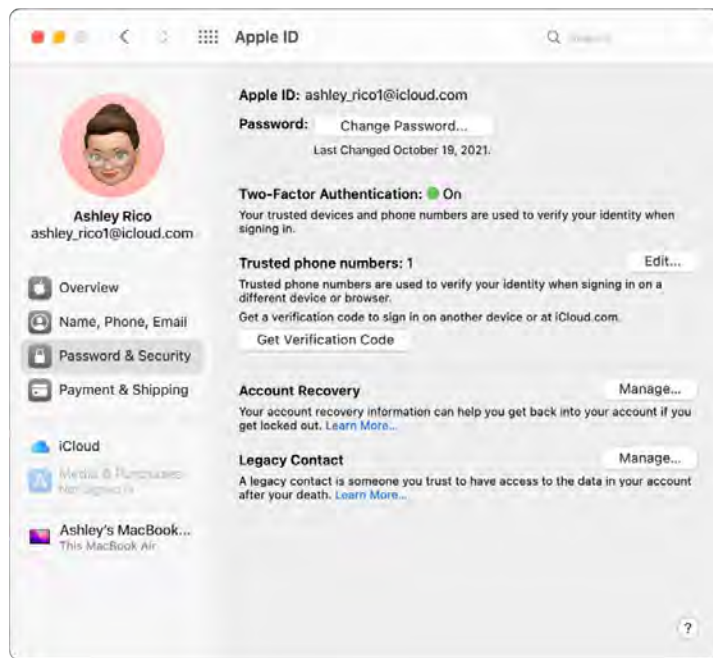 Apple ID
Apple ID: ashley_rico1@icloud.com
Password:
Change Password...
Last Changed October 19, 2021.
Two-Factor Authentication: On
Your trusted devices and phone numbers are used to verify your identity when
signing in.
Trusted phone numbers: 1
Edit...
Trusted phone numbers are used to verify your identity when signing in on a
different device or browser.
Get a verification code to sign in on another device or at iCloud.com.
Get Verification Code
Account Recovery
Manage...
Your account recovery information can help you get back into your account if you
get locked out. Learn More...
Legacy Contact
Manage...
A legacy contact is someone you trust to have access to the data in your account
after your death. Learn More...
Ashley Rico
ashley_rico1@icloud.com
Overview
Name, Phone, Email
Password & Security
Payment & Shipping
iCloud
Media & Purchases
Not signed in
Ashley's MacBook...
This MacBook Air
?